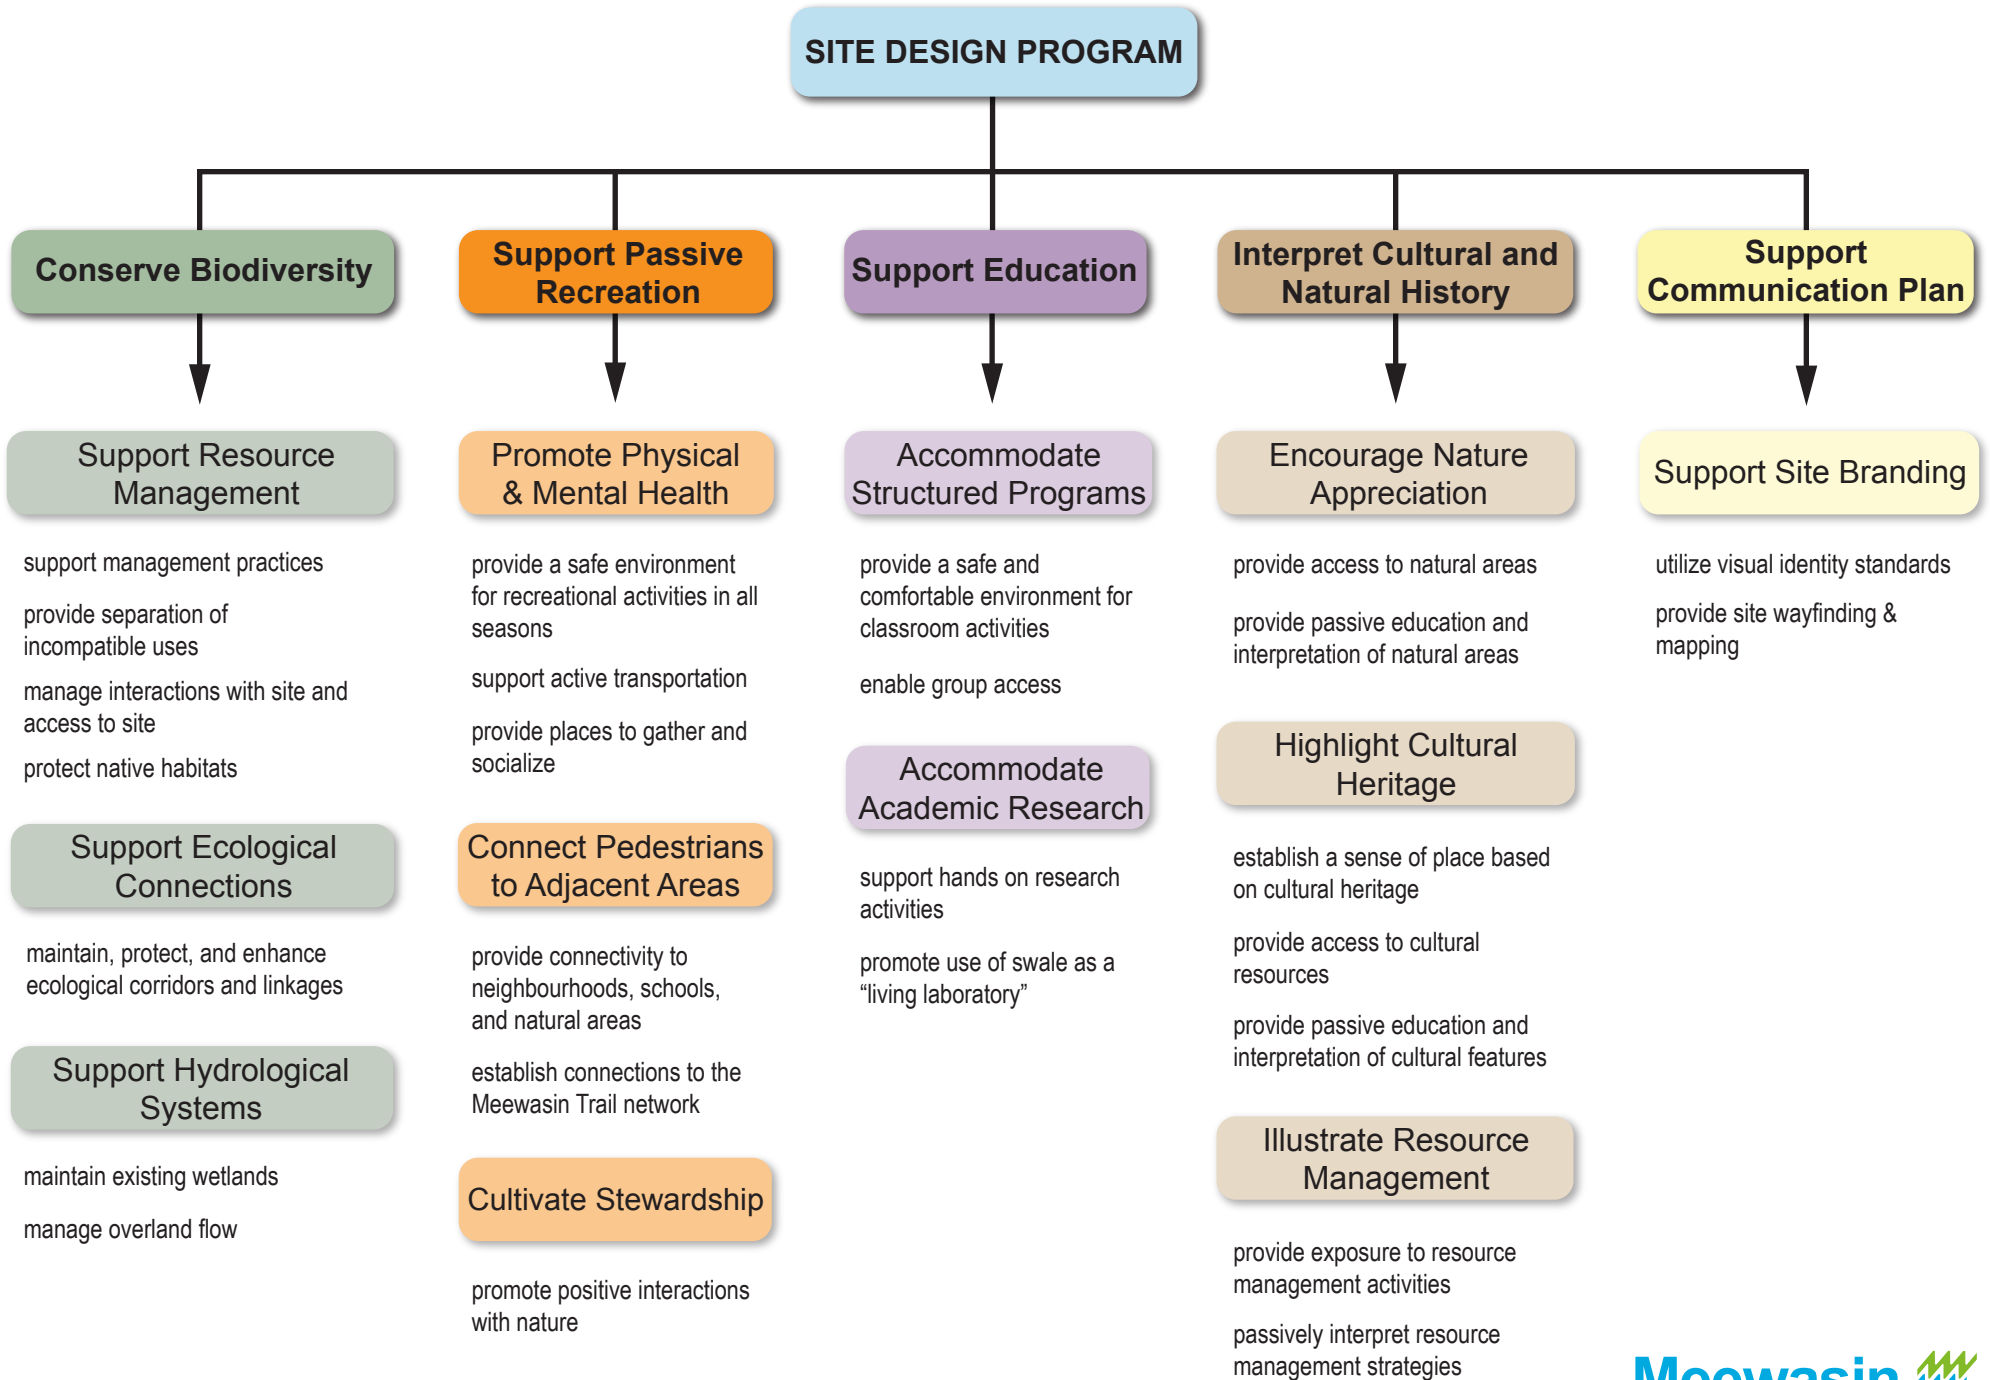 SITE DESIGN PROGRAM
Conserve Biodiversity
Support Resource
Management
support management practices
provide separation of
incompatible uses
manage interactions with site and
access to site
protect native habitats
Support Ecological
Connections
maintain, protect, and enhance
ecological corridors and linkages
Support Hydrological
Systems
maintain existing wetlands
manage overland flow
Support Passive
Recreation
Promote Physical
& Mental Health
provide a safe environment
for recreational activities in all
seasons
support active transportation
provide places to gather and
socialize
Connect Pedestrians
to Adjacent Areas
provide connectivity to
neighbourhoods, schools,
and natural areas
establish connections to the
Meewasin Trail network
Cultivate Stewardship
promote positive interactions
with nature
Support Education
Accommodate
Structured Programs
provide a safe and
comfortable environment for
classroom activities
enable group access
Accommodate
Academic Research
support hands on research
activities
promote use of swale as a
“living laboratory”
Interpret Cultural and
Natural History
Encourage Nature
Appreciation
provide access to natural areas
provide passive education and
interpretation of natural areas
Highlight Cultural
Heritage
establish a sense of place based
on cultural heritage
provide access to cultural
resources
provide passive education and
interpretation of cultural features
Illustrate Resource
Management
provide exposure to resource
management activities
passively interpret resource
management strategies
Support
Communication Plan
Support Site Branding
utilize visual identity standards
provide site wayfinding &
mapping
Meewasin